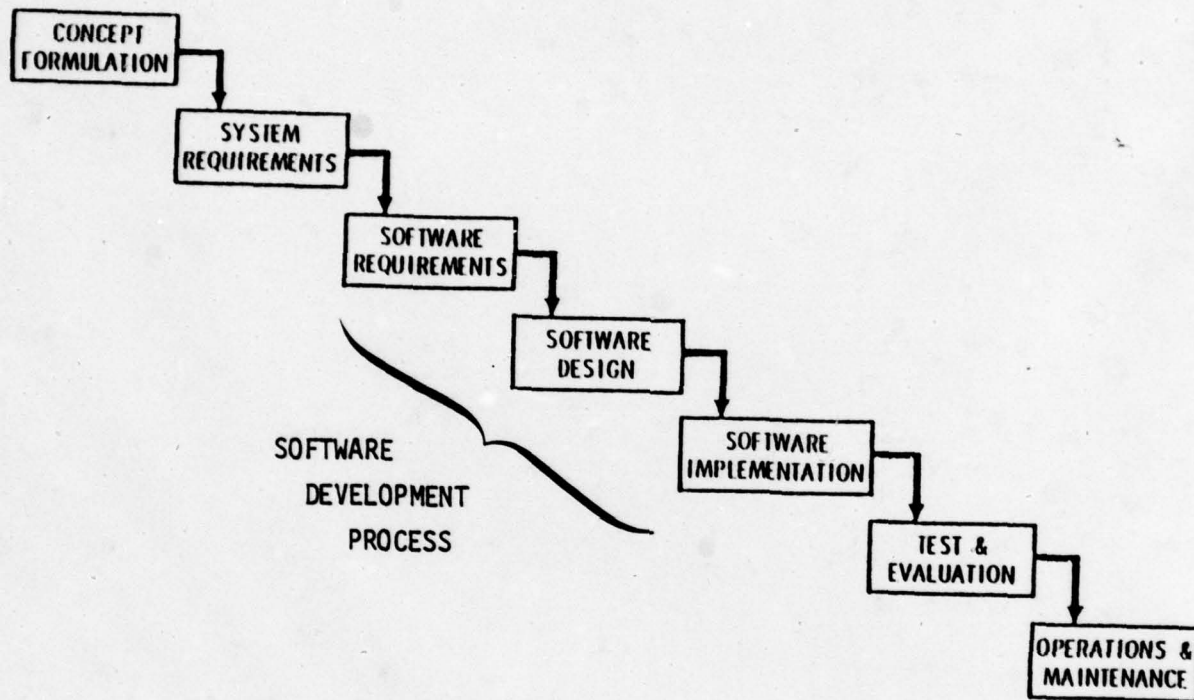 CONCEPT
FORMULATION
SYSTEM
REQUIREMENTS
SOFTWARE
REQUIREMENTS
SOFTWARE
DESIGN
SOFTWARE
IMPLEMENTATION
TEST &
EVALUATION
OPERATIONS &
MAINTENANCE
SOFTWARE
DEVELOPMENT
PROCESS